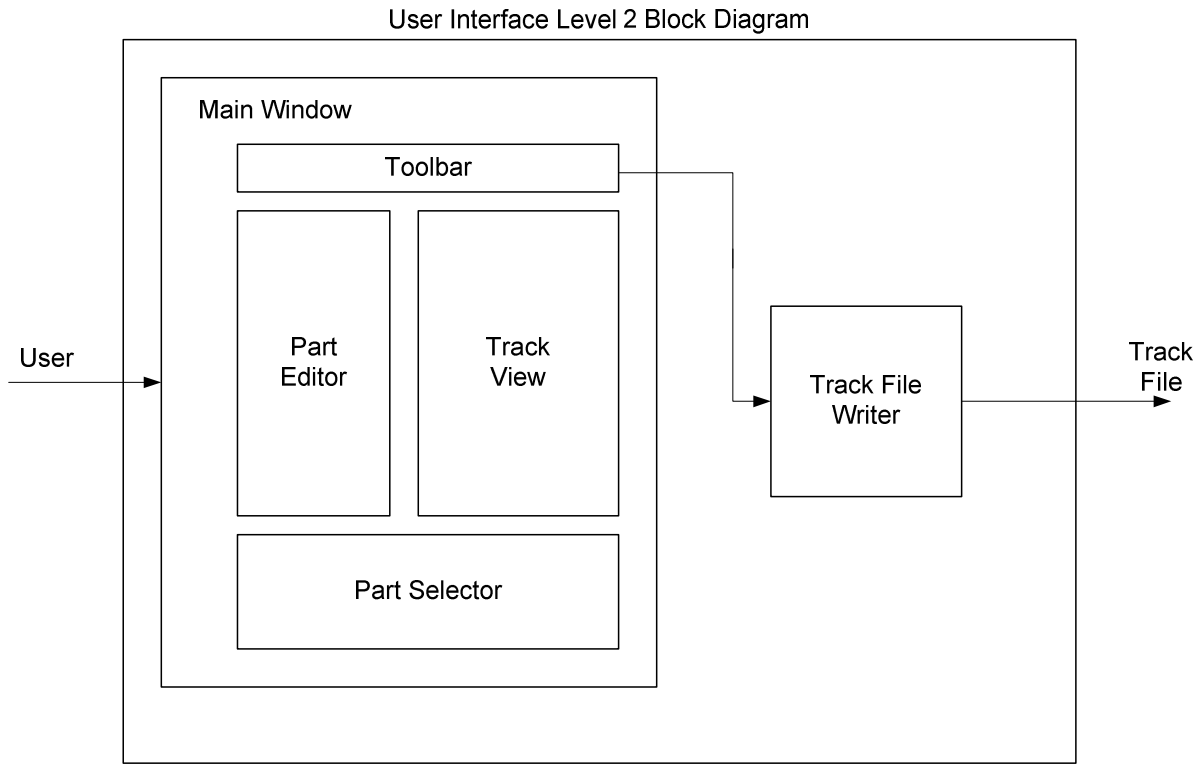 User Interface Level 2 Block Diagram
Main Window
Toolbar
Part
Editor
Track
View
Part Selector
User
Track File
Writer
Track
File